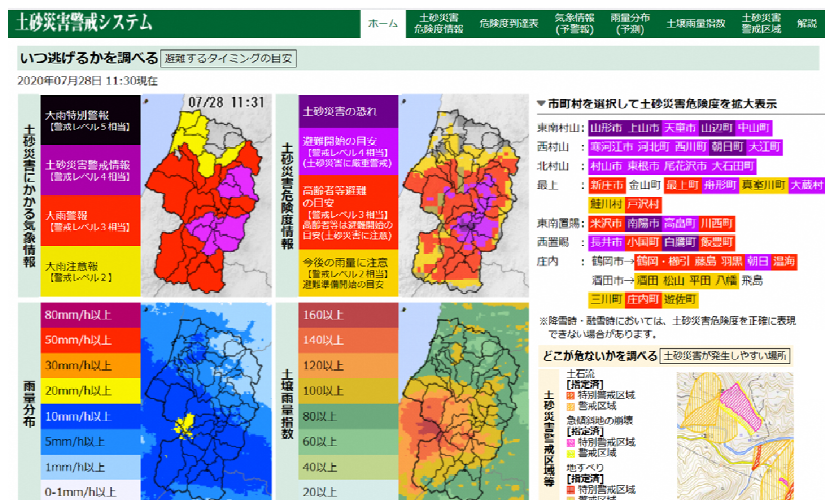 土砂災害警戒システム
ホーム
土砂災害
危険度情報
危険度到達表
気象情報
(予警報)
雨量分布
(予測)
土壌雨量指数
土砂災害
警戒区域
解説
いつ逃げるかを調べる 避難するタイミングの目安
2020年07月28日 11:30現在
土砂災害にかかる気象情報
大雨特別警報
【警戒レベル5相当】
土砂災害警戒情報
【警戒レベル4相当】
大雨警報
【警戒レベル3相当】
大雨注意報
【警戒レベル2】
07/28 11:31
土砂災害危険度情報
土砂災害の恐れ
避難開始の目安
【警戒レベル4相当】
(土砂災害に厳重警戒)
高齢者等避難
の目安
【警戒レベル3相当】
高齢者等は避難開始の
目安(土砂災害に注意)
今後の雨量に注意
【警戒レベル2相当】
避難準備開始の目安
▼市町村を選択して土砂災害危険度を拡大表示
東南村山: 山形市 上山市 天童市 山辺町 中山町
西村山 : 寒河江市 河北町 西川町 朝日町 大江町
北村山 : 村山市 東根市 尾花沢市 大石田町
最上 : 新庄市 金山町 最上町 舟形町 真室川町 大蔵村
鮭川村 戸沢村
東南置賜: 米沢市 南陽市 高畠町 川西町
西置賜 : 長井市 小国町 白鷹町 飯豊町
庄内 : 鶴岡市→ 鶴岡・櫛引 藤島 羽黒 朝日 温海
酒田市→ 酒田 松山 平田 八幡 飛島
三川町 庄内町 遊佐町
※降雪時・融雪時においては、土砂災害危険度を正確に表現
できない場合があります。
雨量分布
80mm/h以上
50mm/h以上
30mm/h以上
20mm/h以上
10mm/h以上
5mm/h以上
1mm/h以上
0-1mm/h以上
土壌雨量指数
160以上
140以上
120以上
100以上
80以上
60以上
40以上
20以上
どこが危ないかを調べる 土砂災害が発生しやすい場所
土砂災害警戒区域等
土石流
[指定済]
特別警戒区域
警戒区域
急傾斜地の崩壊
[指定済]
特別警戒区域
警戒区域
地すべり
[指定済]
特別警戒区域
警戒区域